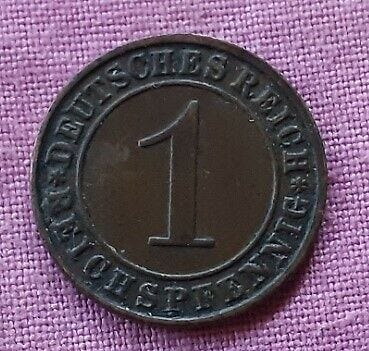 DEUTSCHES REICH
1
REICHSPFENNIG